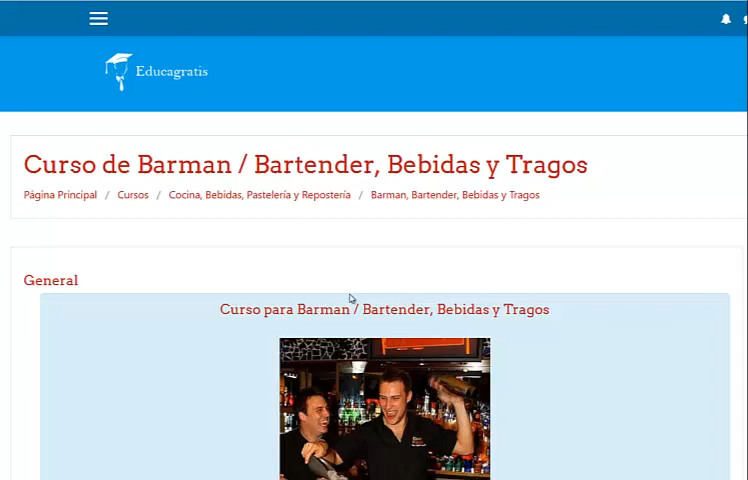 Educagratis
Curso de Barman / Bartender, Bebidas y Tragos
Página Principal / Cursos / Cocina, Bebidas, Pastelería y Repostería / Barman, Bartender, Bebidas y Tragos
General
Curso para Barman / Bartender, Bebidas y Tragos